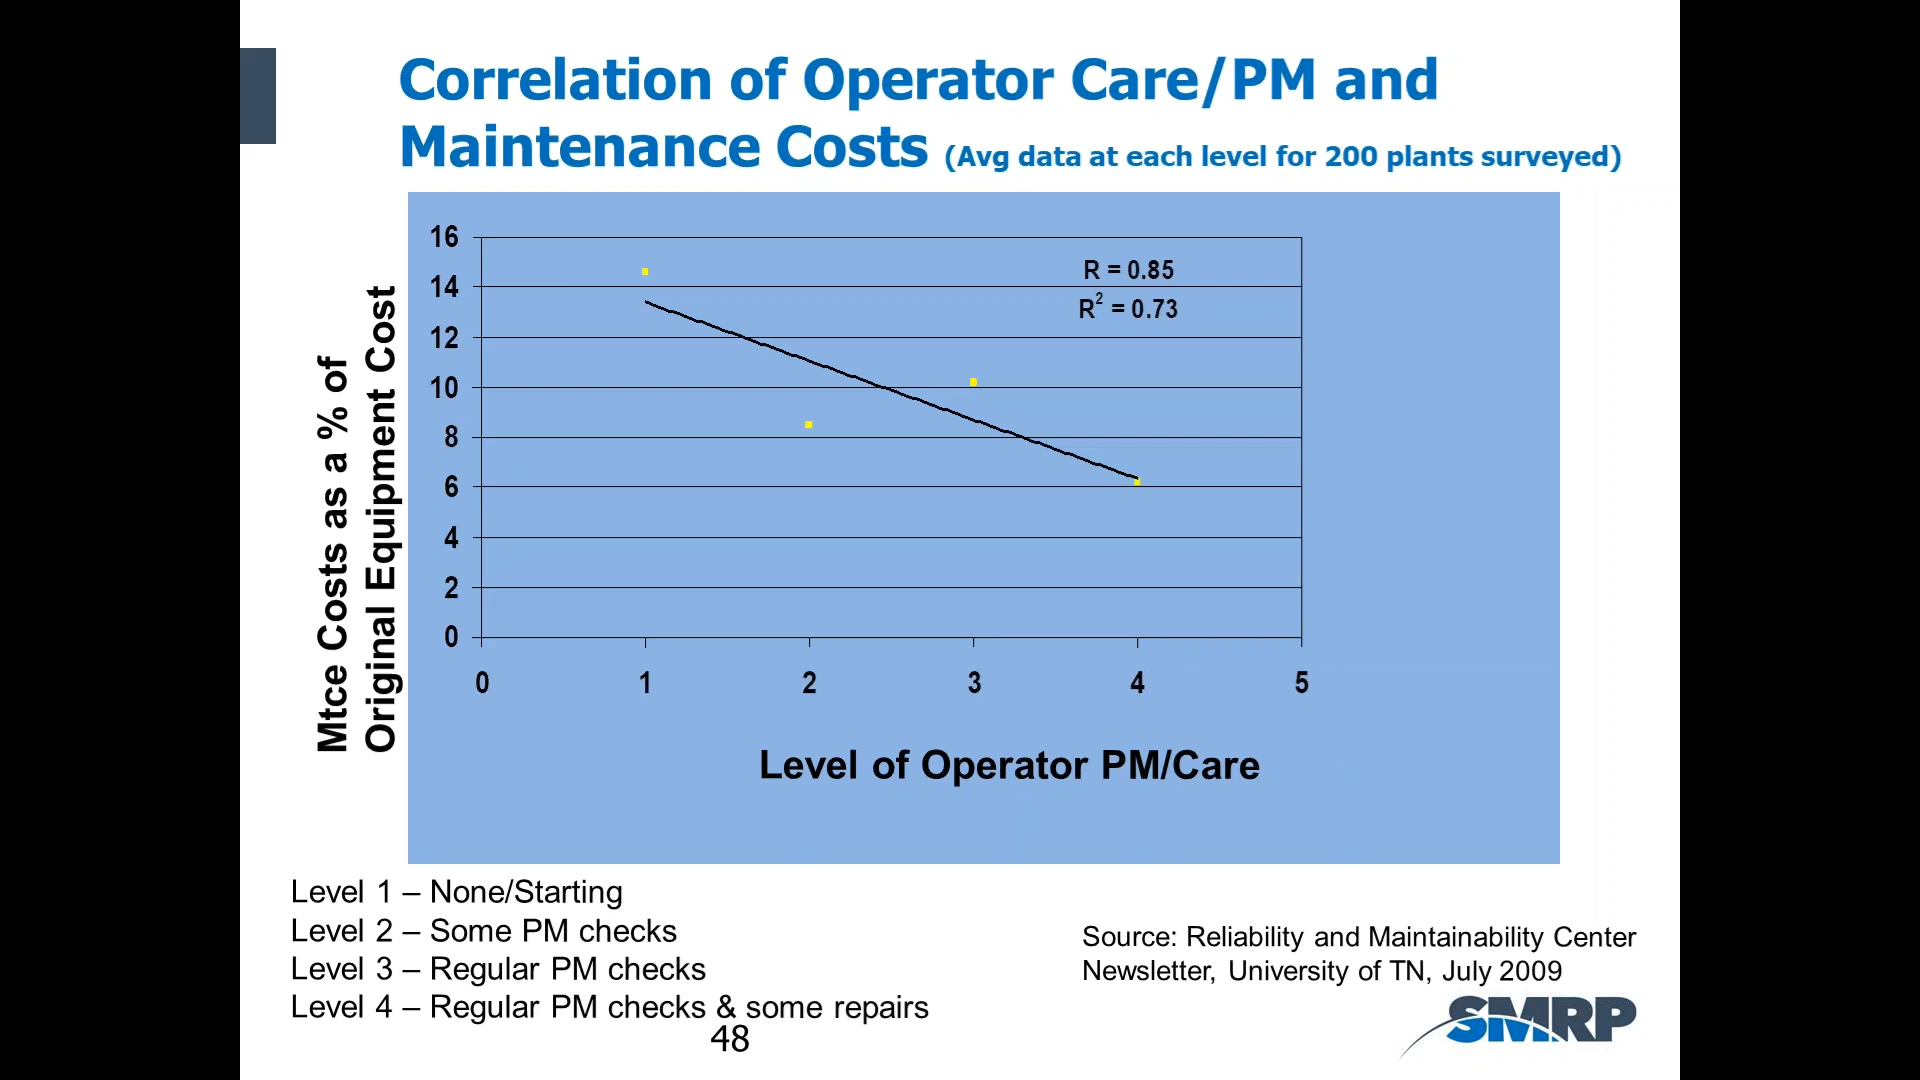 Correlation of Operator Care/PM and
Maintenance Costs (Avg data at each level for 200 plants surveyed)
Mtce Costs as a % of
Original Equipment Cost
16
14
12
10
8
6
4
2
0
R = 0.85
R² = 0.73
0 1 2 3 4 5
Level of Operator PM/Care
Level 1 – None/Starting
Level 2 – Some PM checks
Level 3 – Regular PM checks
Level 4 – Regular PM checks & some repairs
Source: Reliability and Maintainability Center
Newsletter, University of TN, July 2009
48
SMRP